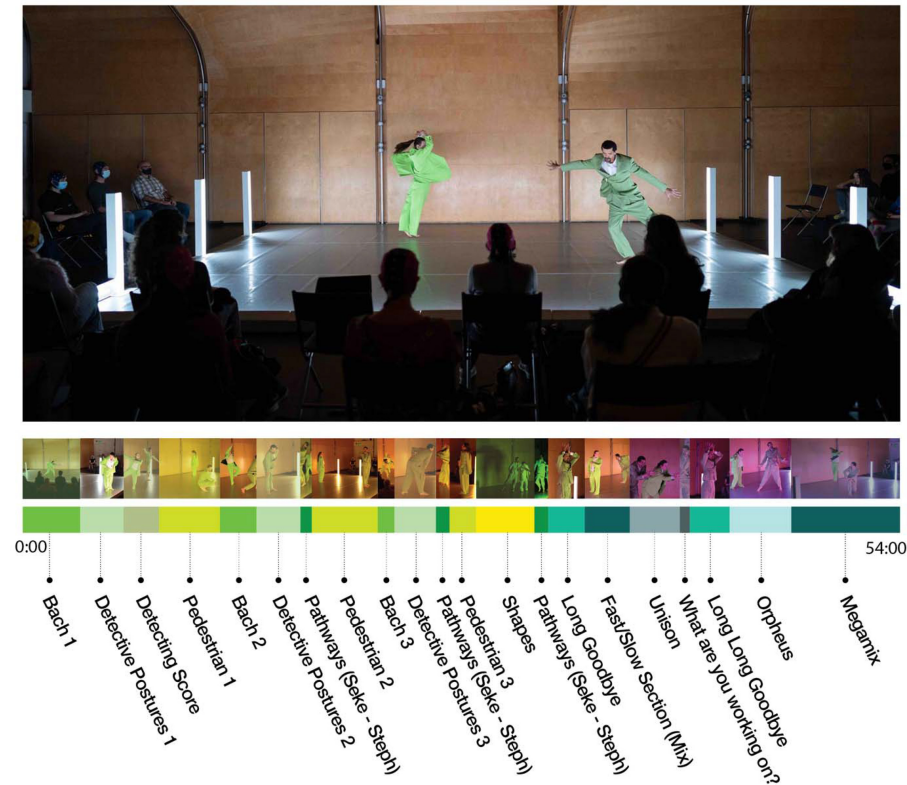 0:00
54:00
Bach 1
Detective Postures 1
Detecting Score
Pedestrian 1
Bach 2
Detective Postures 2
Pathways (Seke - Steph)
Pedestrian 2
Bach 3
Detective Postures 3
Pathways (Seke - Steph)
Pedestrian 3
Shapes
Pathways (Seke - Steph)
Long Goodbye
Fast/Slow Section (Mix)
Unison
What are you working on?
Long Long Goodbye
Orpheus
Megamix